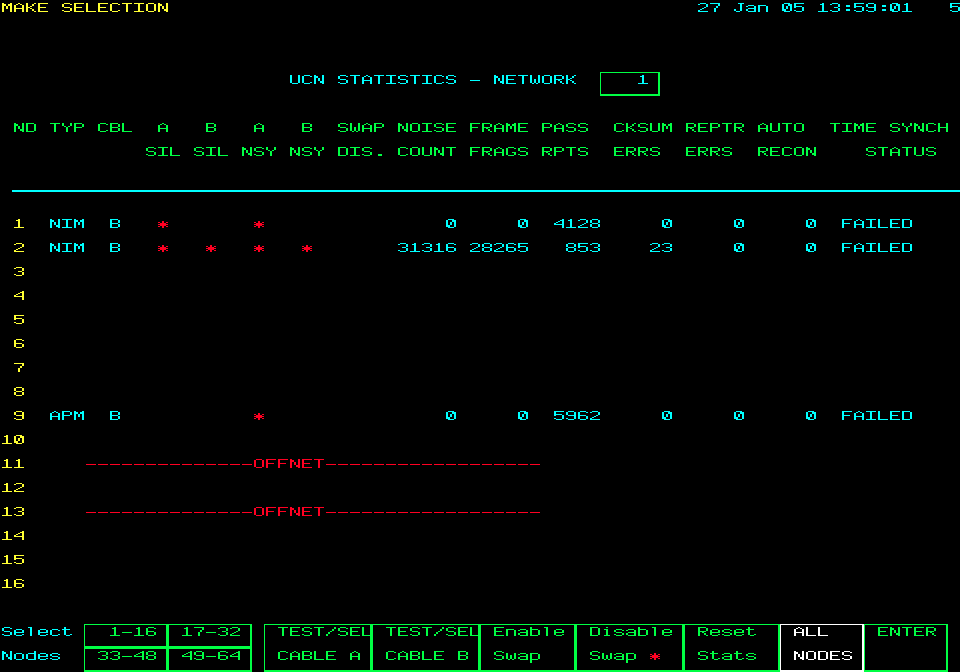 MAKE SELECTION 27 Jan 05 13:59:01 5
UCN STATISTICS - NETWORK 1
ND TYP CBL A B A B SWAP NOISE FRAME PASS CKSUM REPTR AUTO TIME SYNCH
SIL SIL NSY NSY DIS. COUNT FRAGS RPTS ERRS ERRS RECON STATUS
1 NIM B * * 0 0 4128 0 0 0 FAILED
2 NIM B * * * * 31316 28265 853 23 0 0 FAILED
3
4
5
6
7
8
9 APM B * 0 0 5962 0 0 0 FAILED
10
11 --------------OFFNET------------------
12
13 --------------OFFNET------------------
14
15
16
Select 1-16 17-32 TEST/SEL TEST/SEL Enable Disable Reset ALL ENTER
Nodes 33-48 49-64 CABLE A CABLE B Swap Swap * Stats NODES